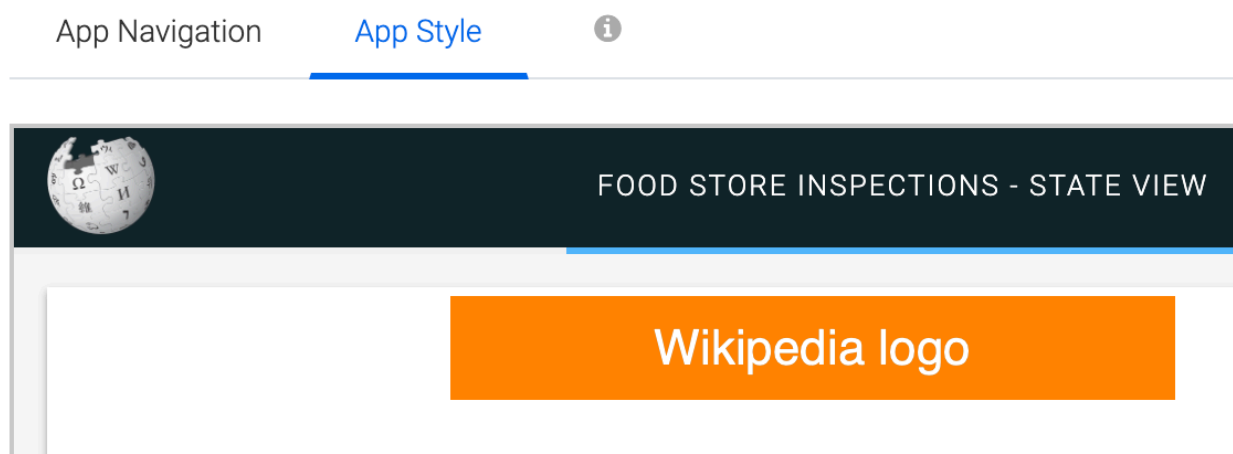 App Navigation App Style
FOOD STORE INSPECTIONS - STATE VIEW
Wikipedia logo